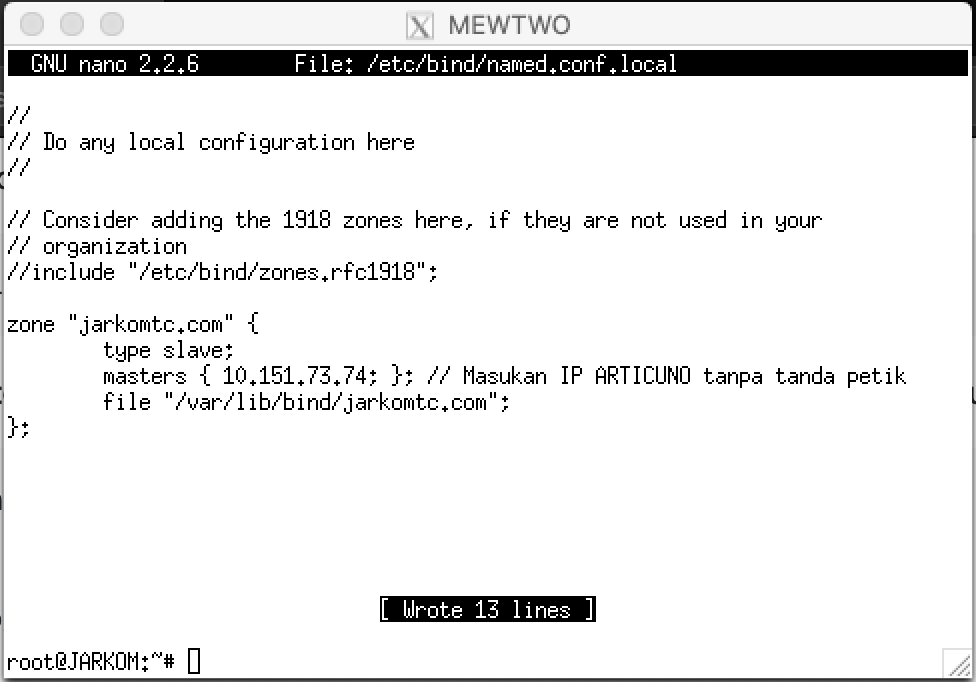 MEWTWO
GNU nano 2.2.6 File: /etc/bind/named.conf.local
//
// Do any local configuration here
//
// Consider adding the 1918 zones here, if they are not used in your
// organization
//include "/etc/bind/zones.rfc1918";
zone "jarkomtc.com" {
type slave;
masters { 10.151.73.74; }; // Masukan IP ARTICUNO tanpa tanda petik
file "/var/lib/bind/jarkomtc.com";
};
[ Wrote 13 lines ]
root@JARKOM:~#